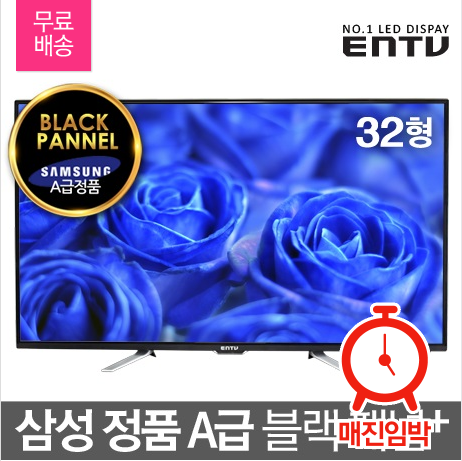 무료
배송
NO.1 LED DISPAY
ENTV
BLACK
PANNEL
SAMSUNG
A급정품
32형
ENTV
삼성 정품 A급 블랙
매진임박